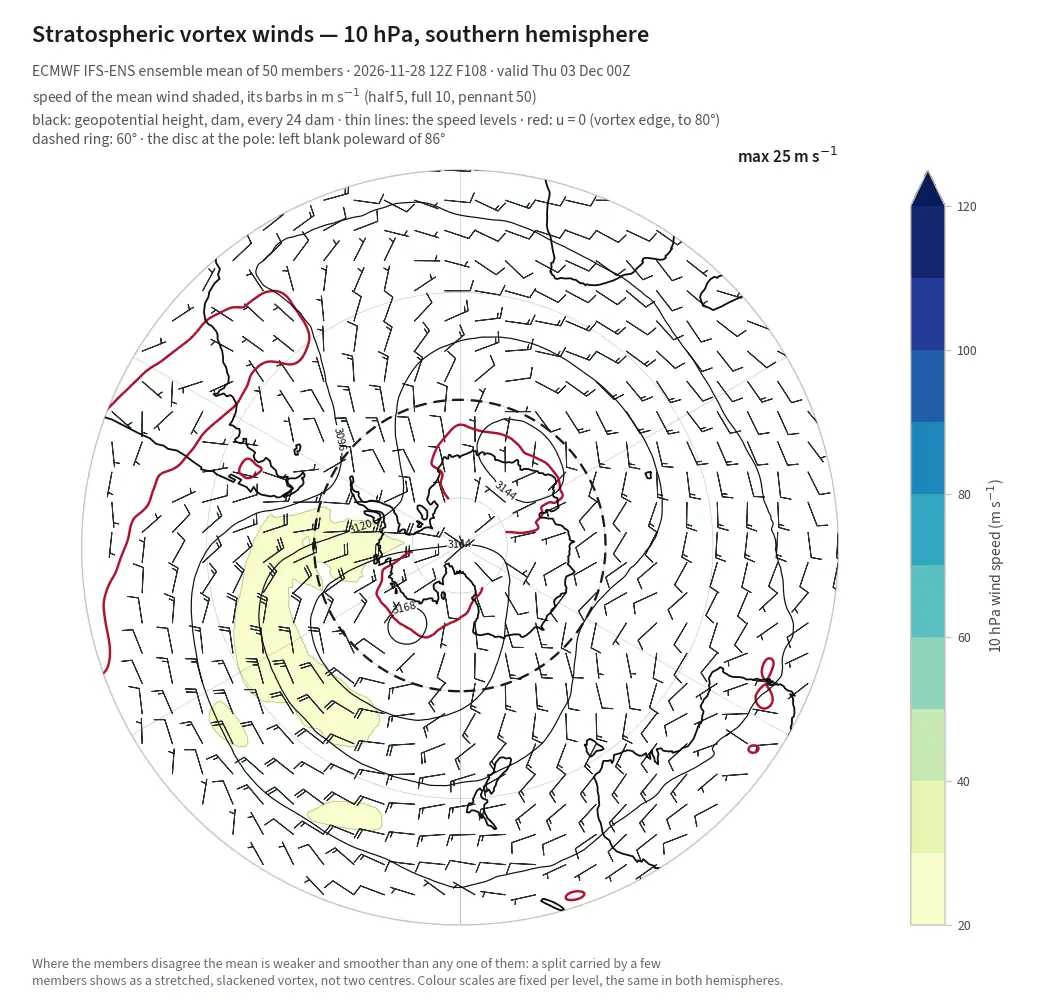 Stratospheric vortex winds — 10 hPa, southern hemisphere
ECMWF IFS-ENS ensemble mean of 50 members · 2026-11-28 12Z F108 · valid Thu 03 Dec 00Z
speed of the mean wind shaded, its barbs in m s⁻¹ (half 5, full 10, pennant 50)
black: geopotential height, dam, every 24 dam · thin lines: the speed levels · red: u = 0 (vortex edge, to 80°)
dashed ring: 60° · the disc at the pole: left blank poleward of 86°
max 25 m s⁻¹
120
100
80
60
40
20
10 hPa wind speed (m s⁻¹)
3096
3144
3120
3144
3168
Where the members disagree the mean is weaker and smoother than any one of them: a split carried by a few
members shows as a stretched, slackened vortex, not two centres. Colour scales are fixed per level, the same in both hemispheres.